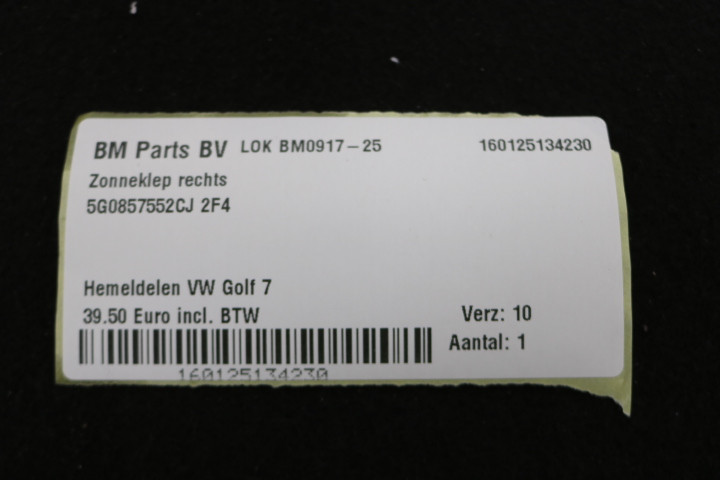 BM Parts BV LOK BM0917-25 160125134230
Zonneklep rechts
5G0857552CJ 2F4
Hemeldelen VW Golf 7
39.50 Euro incl. BTW Verz: 10
Aantal: 1
160125134230